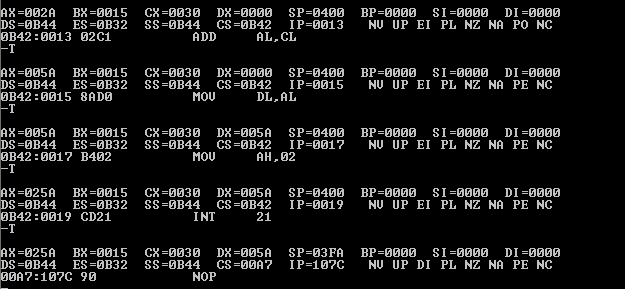 AX=002A  BX=0015  CX=0030  DX=0000  SP=0400  BP=0000  SI=0000  DI=0000
DS=0B44  ES=0B32  SS=0B44  CS=0B42  IP=0013   NV UP EI PL NZ NA PO NC
0B42:0013 02C1          ADD     AL,CL
-T
AX=005A  BX=0015  CX=0030  DX=0000  SP=0400  BP=0000  SI=0000  DI=0000
DS=0B44  ES=0B32  SS=0B44  CS=0B42  IP=0015   NV UP EI PL NZ NA PE NC
0B42:0015 8AD0          MOV     DL,AL
-T
AX=005A  BX=0015  CX=0030  DX=005A  SP=0400  BP=0000  SI=0000  DI=0000
DS=0B44  ES=0B32  SS=0B44  CS=0B42  IP=0017   NV UP EI PL NZ NA PE NC
0B42:0017 B402          MOV     AH,02
-T
AX=025A  BX=0015  CX=0030  DX=005A  SP=0400  BP=0000  SI=0000  DI=0000
DS=0B44  ES=0B32  SS=0B44  CS=0B42  IP=0019   NV UP EI PL NZ NA PE NC
0B42:0019 CD21          INT     21
-T
AX=025A  BX=0015  CX=0030  DX=005A  SP=03FA  BP=0000  SI=0000  DI=0000
DS=0B44  ES=0B32  SS=0B44  CS=00A7  IP=107C   NV UP DI PL NZ NA PE NC
00A7:107C 90            NOP